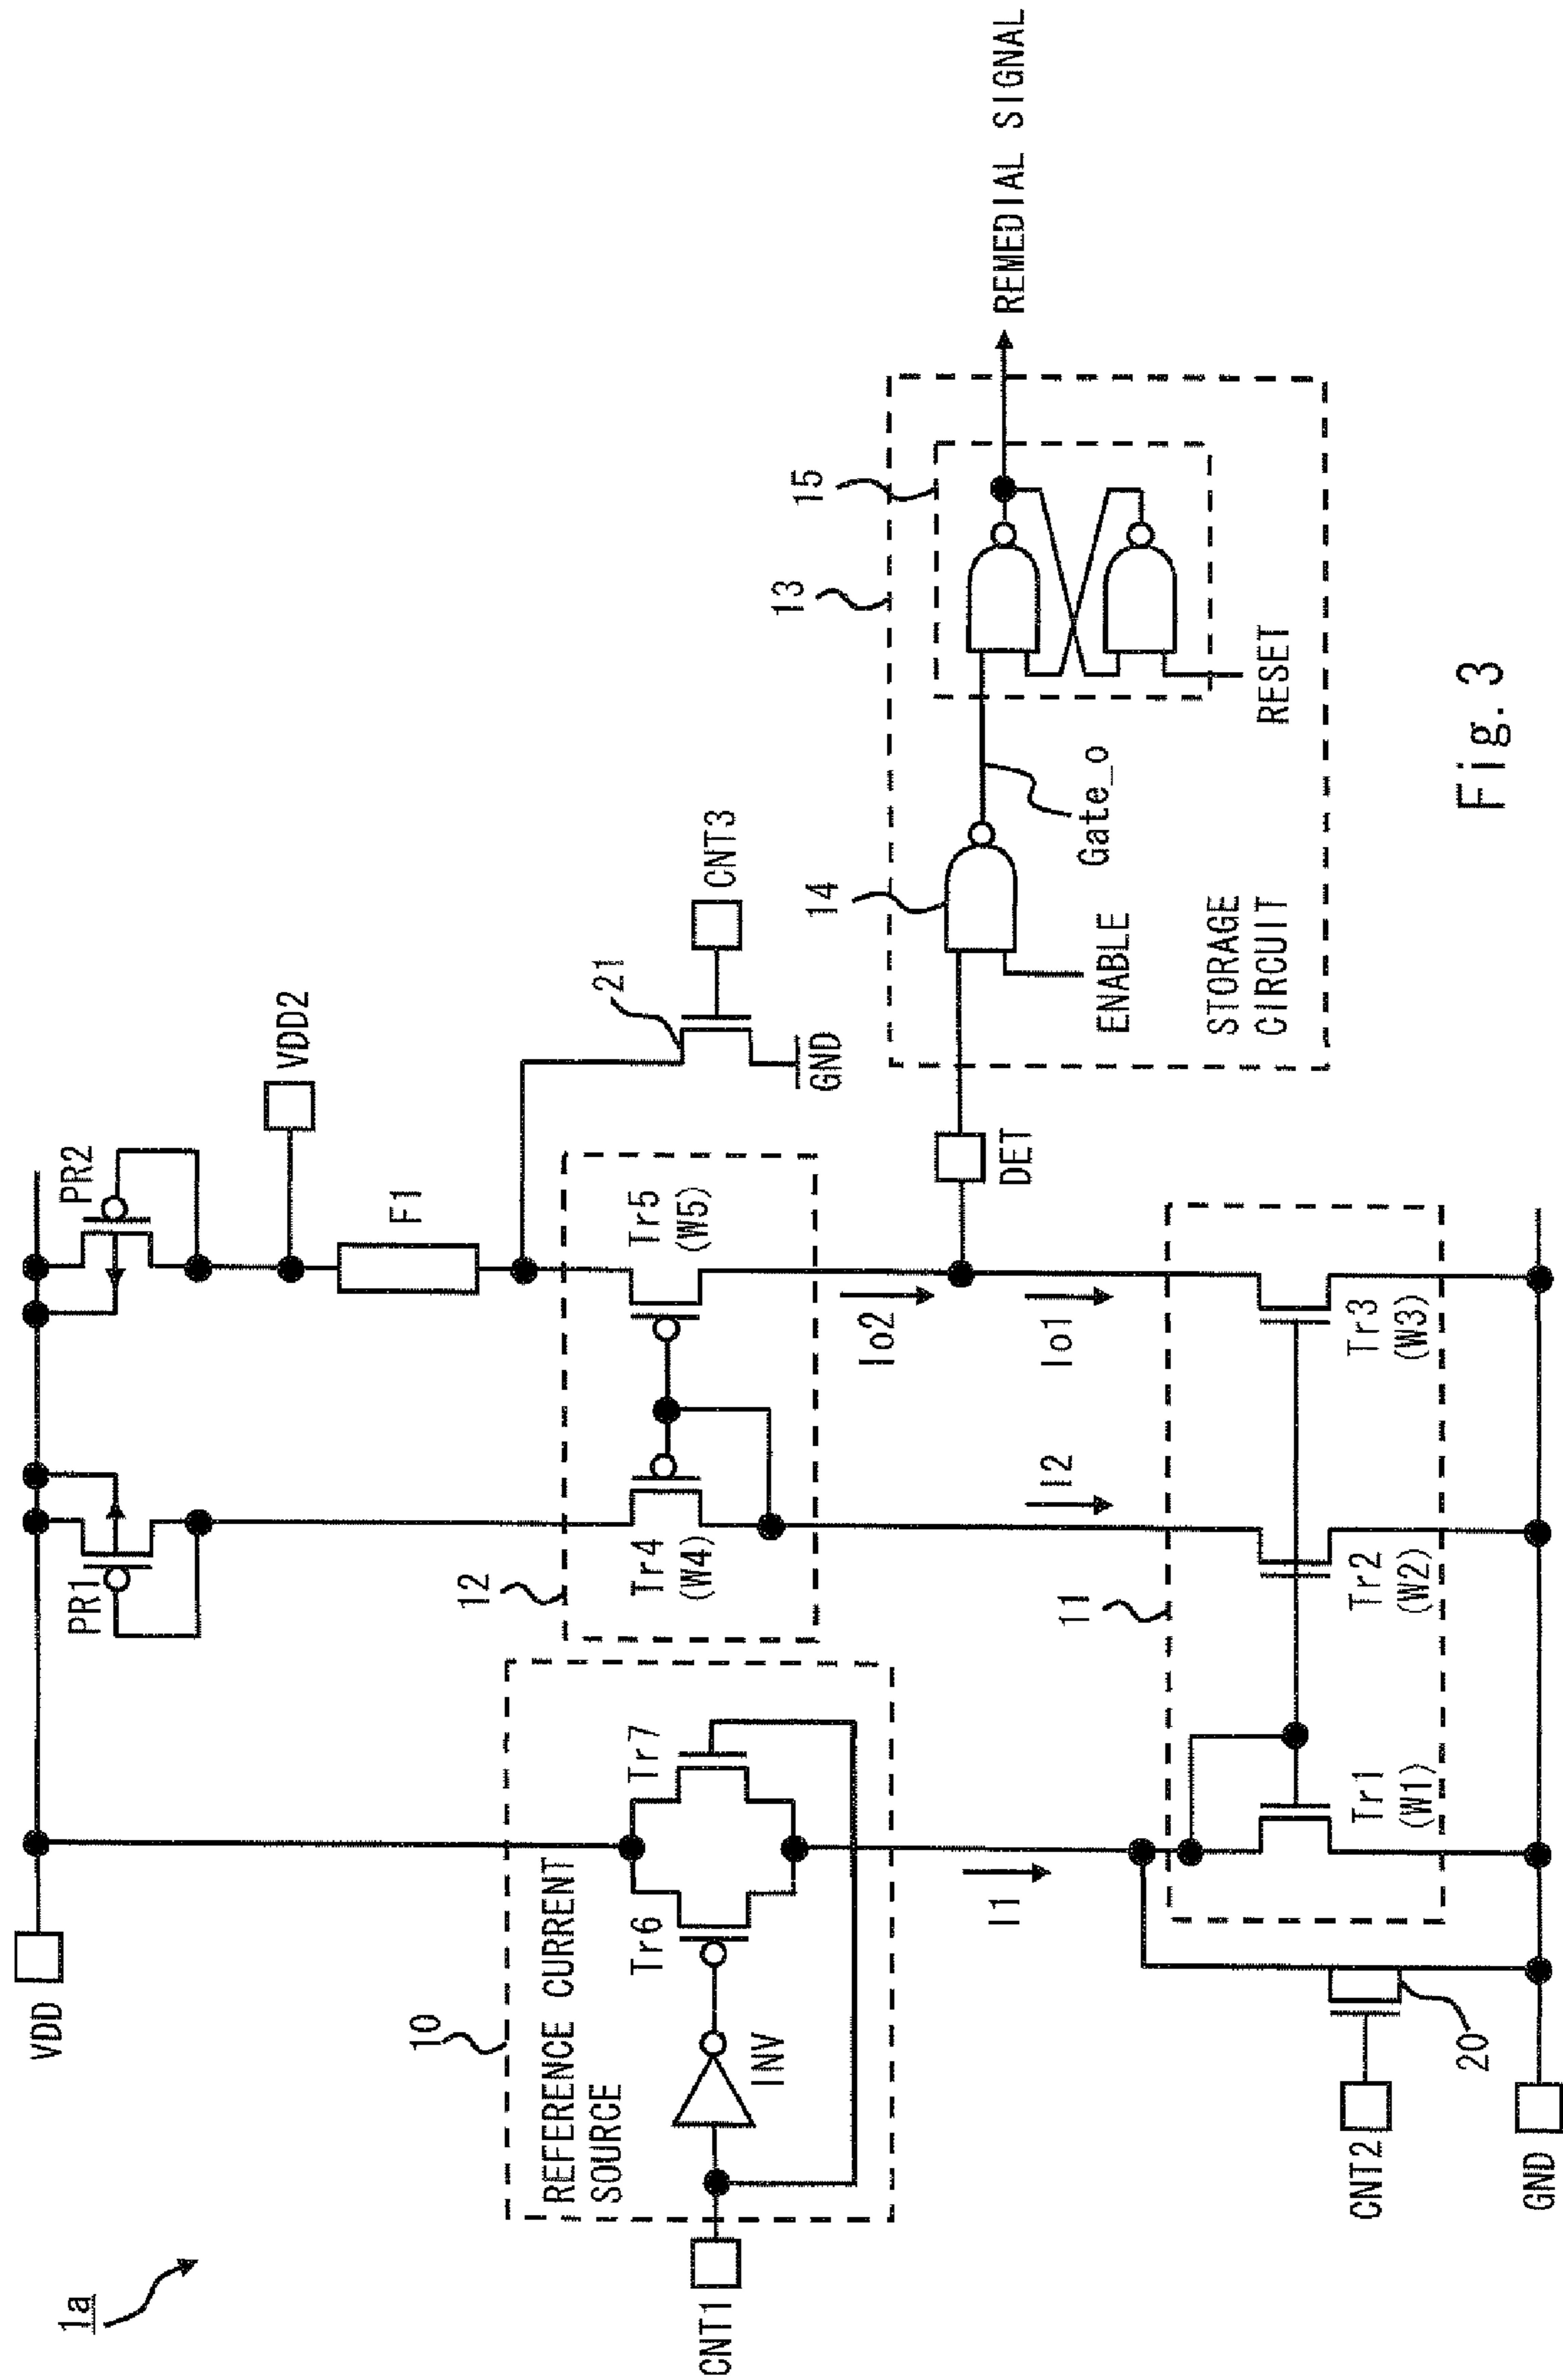 1a
VDD
PR1
PR2
VDD2
F1
10
REFERENCE CURRENT
SOURCE
Tr6
Tr7
INV
CNT1
12
Tr4
(W4)
Tr5
(W5)
21
CNT3
GND
I1
I2
Io2
Io1
DET
13
14
15
ENABLE
Gate_o
RESET
STORAGE
CIRCUIT
REMEDIAL SIGNAL
11
Tr1
(W1)
Tr2
(W2)
Tr3
(W3)
20
CNT2
GND
Fig. 3